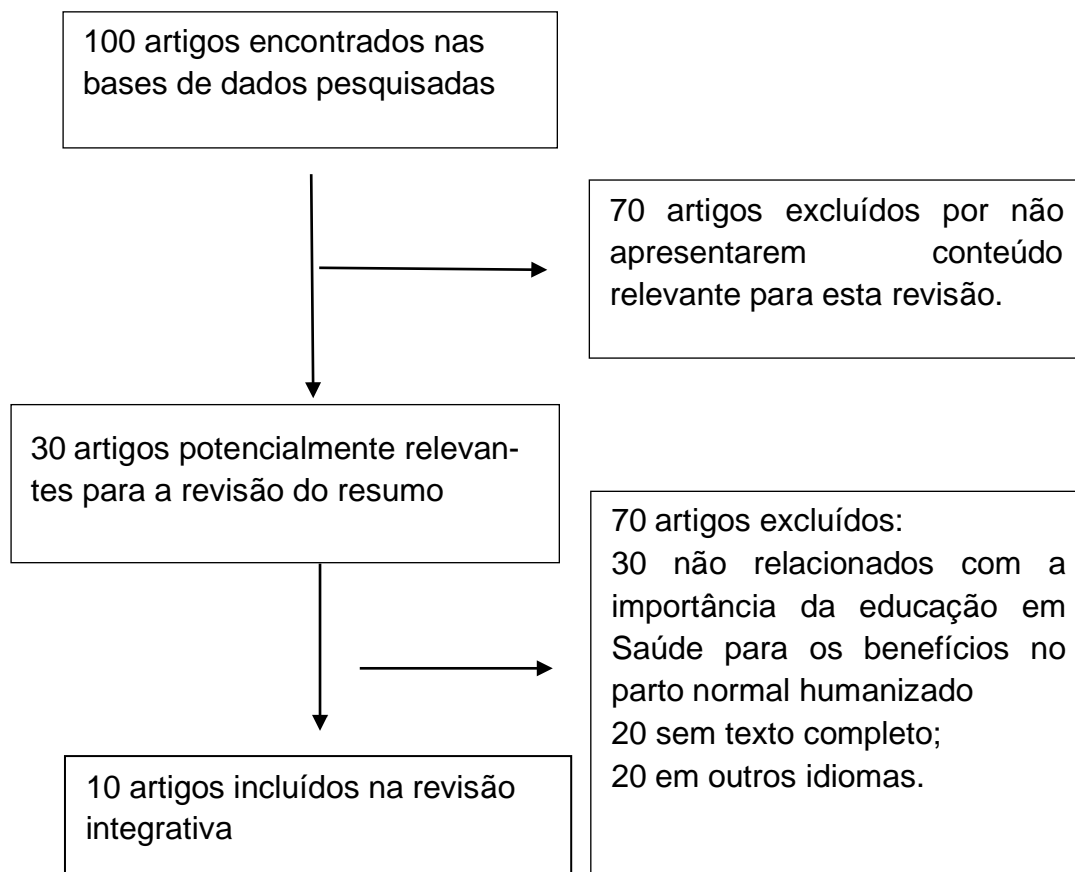 100 artigos encontrados nas
bases de dados pesquisadas
70 artigos excluídos por não
apresentarem conteúdo
relevante para esta revisão.
30 artigos potencialmente relevan-
tes para a revisão do resumo
70 artigos excluídos:
30 não relacionados com a
importância da educação em
Saúde para os benefícios no
parto normal humanizado
20 sem texto completo;
20 em outros idiomas.
10 artigos incluídos na revisão
integrativa